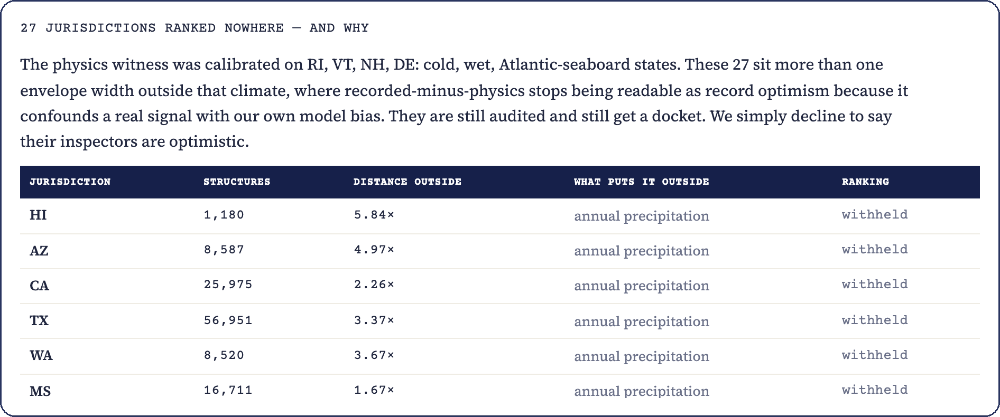 27 JURISDICTIONS RANKED NOWHERE — AND WHY
The physics witness was calibrated on RI, VT, NH, DE: cold, wet, Atlantic-seaboard states. These 27 sit more than one
envelope width outside that climate, where recorded-minus-physics stops being readable as record optimism because it
confounds a real signal with our own model bias. They are still audited and still get a docket. We simply decline to say
their inspectors are optimistic.
JURISDICTION STRUCTURES DISTANCE OUTSIDE WHAT PUTS IT OUTSIDE RANKING
HI 1,180 5.84× annual precipitation withheld
AZ 8,587 4.97× annual precipitation withheld
CA 25,975 2.26× annual precipitation withheld
TX 56,951 3.37× annual precipitation withheld
WA 8,520 3.67× annual precipitation withheld
MS 16,711 1.67× annual precipitation withheld